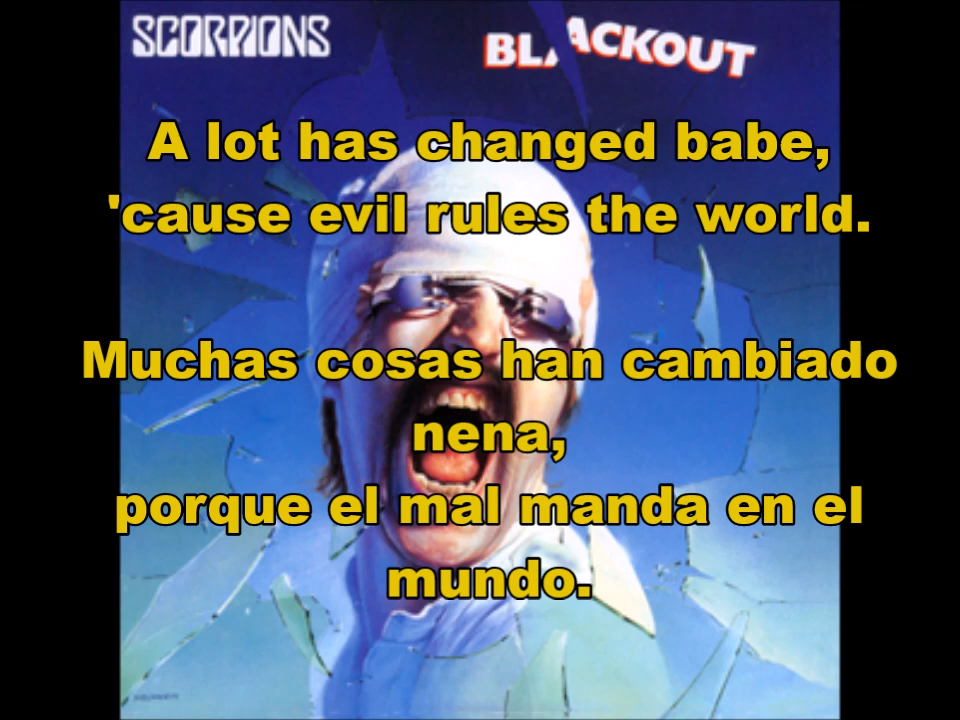 SCORPIONS
BLACKOUT
A lot has changed babe,
'cause evil rules the world.
Muchas cosas han cambiado
nena,
porque el mal manda en el
mundo.